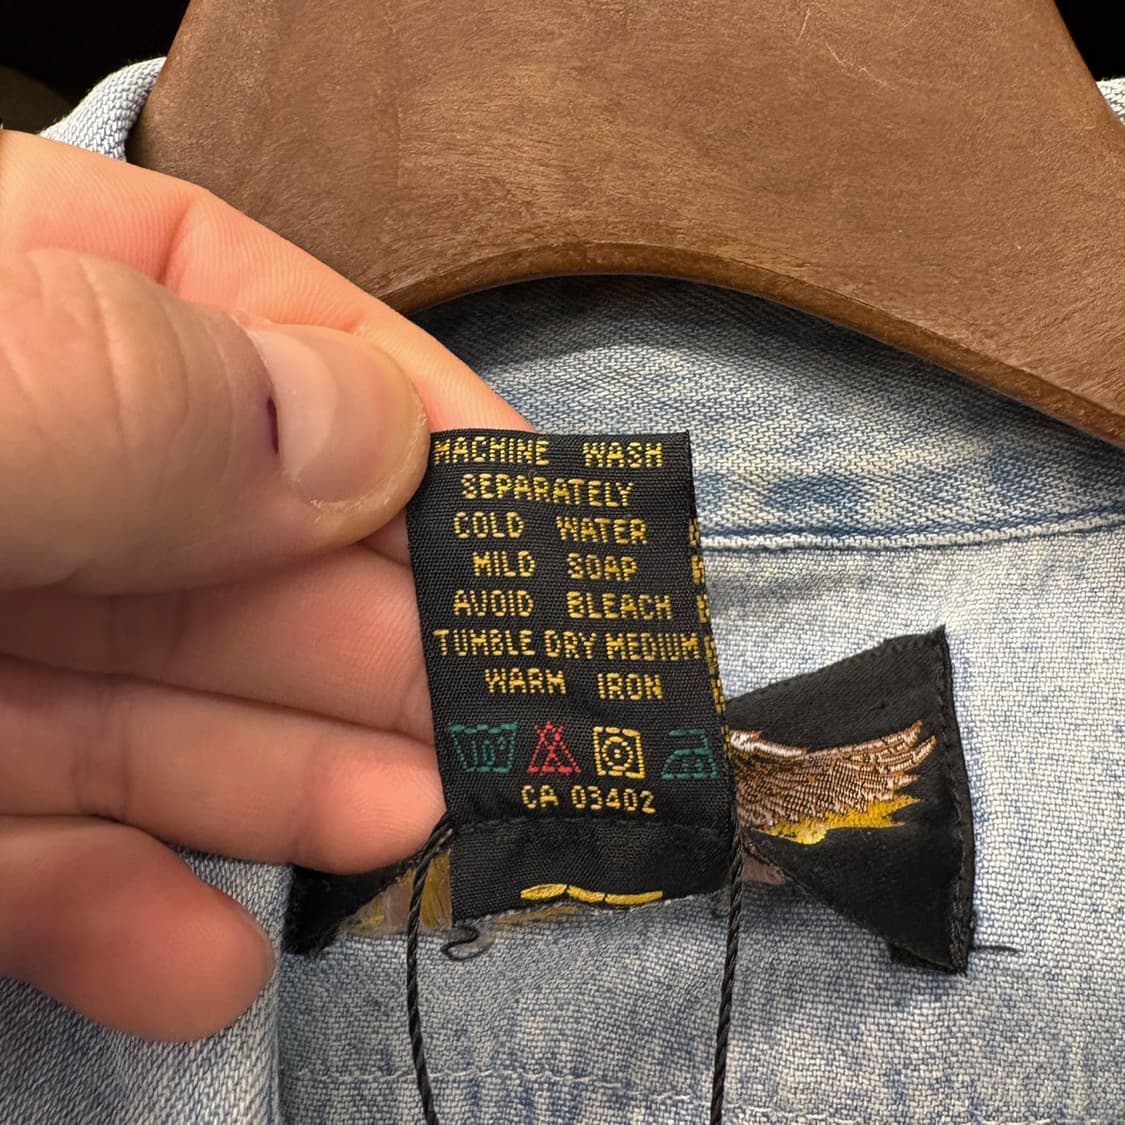 MACHINE WASH
SEPARATELY
COLD WATER
MILD SOAP
AVOID BLEACH
TUMBLE DRY MEDIUM
WARM IRON
CA 03402